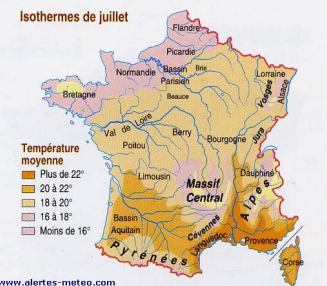 Isothermes de juillet
Flandre
Picardie
Normandie
Bassin
Parisien
Brie
Lorraine
Alsace
Vosges
Bretagne
Beauce
Val de Loire
Berry
Bourgogne
Jura
Poitou
Température
moyenne
Plus de 22°
20 à 22°
18 à 20°
16 à 18°
Moins de 16°
Limousin
Massif
Central
Dauphiné
Alpes
Bassin
Aquitain
Cévennes
Languedoc
Provence
Pyrénées
Corse
www.alertes-meteo.com